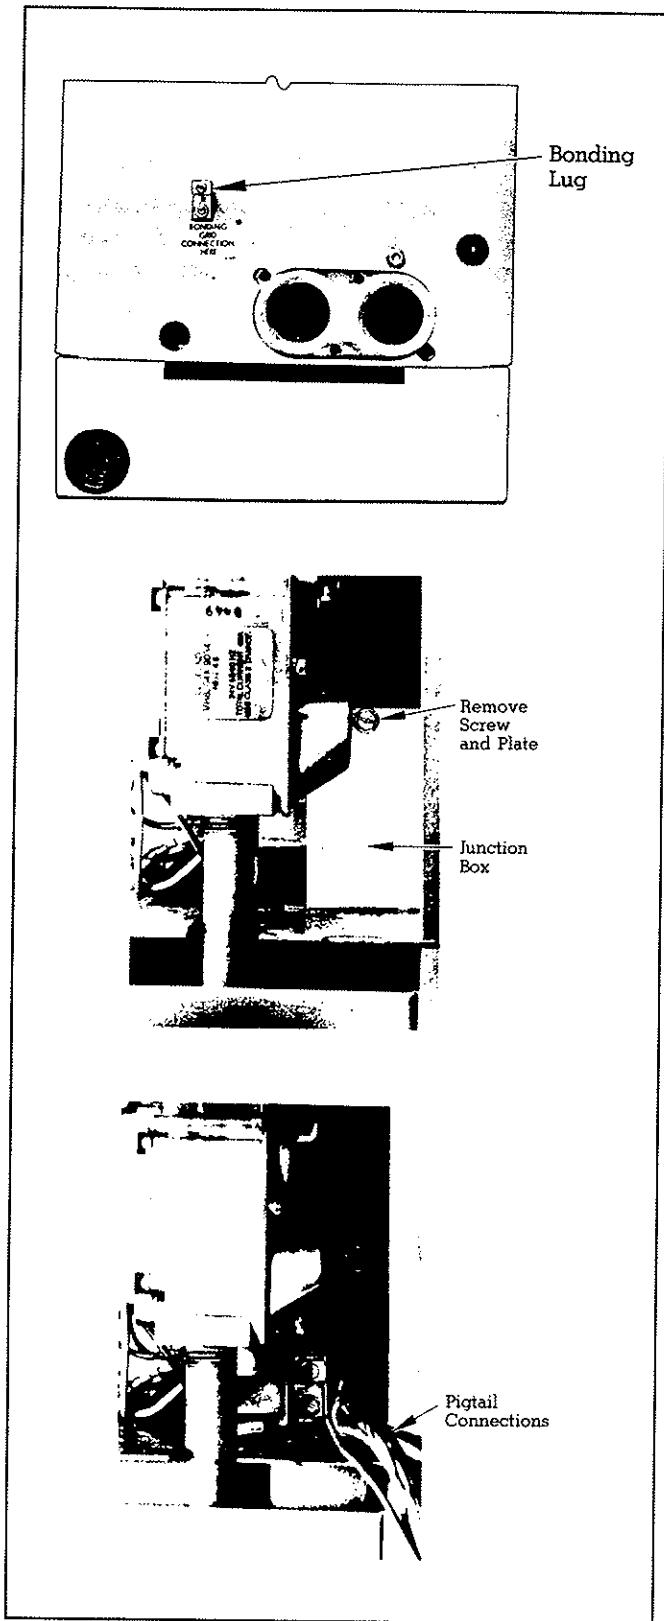 Bonding
Lug
BONDING
GRID
CONNECTION
HERE
Remove
Screw
and Plate
Junction
Box
Pigtail
Connections